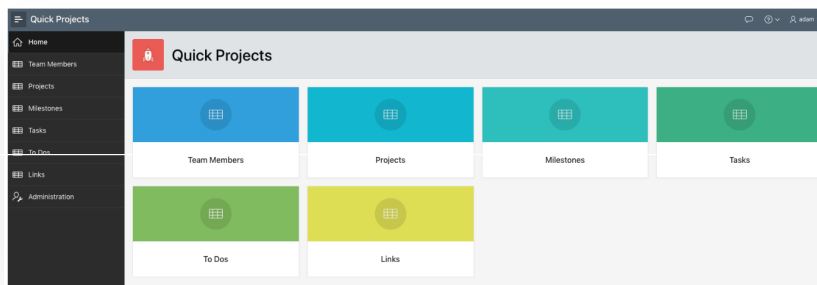 Quick Projects
adam
Home
Team Members
Projects
Milestones
Tasks
To Dos
Links
Administration
Quick Projects
Team Members
Projects
Milestones
Tasks
To Dos
Links